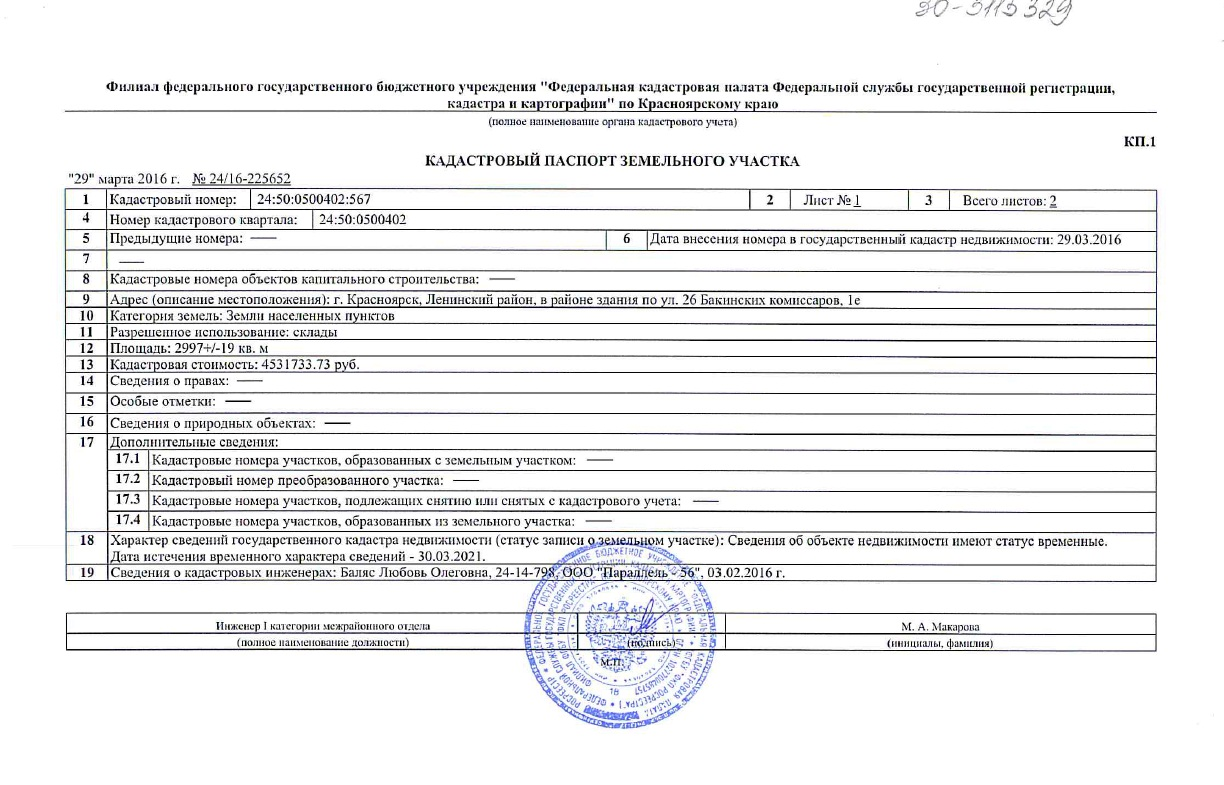 30-5115329
Филиал федерального государственного бюджетного учреждения "Федеральная кадастровая палата Федеральной службы государственной регистрации,
кадастра и картографии" по Красноярскому краю
(полное наименование органа кадастрового учета)
КП.1
КАДАСТРОВЫЙ ПАСПОРТ ЗЕМЕЛЬНОГО УЧАСТКА
"29" марта 2016 г. № 24/16-225652
1 Кадастровый номер: 24:50:0500402:567 2 Лист № 1 3 Всего листов: 2
4 Номер кадастрового квартала: 24:50:0500402
5 Предыдущие номера: —— 6 Дата внесения номера в государственный кадастр недвижимости: 29.03.2016
7 ——
8 Кадастровые номера объектов капитального строительства: ——
9 Адрес (описание местоположения): г. Красноярск, Ленинский район, в районе здания по ул. 26 Бакинских комиссаров, 1е
10 Категория земель: Земли населенных пунктов
11 Разрешенное использование: склады
12 Площадь: 2997+/-19 кв. м
13 Кадастровая стоимость: 4531733.73 руб.
14 Сведения о правах: ——
15 Особые отметки: ——
16 Сведения о природных объектах: ——
17 Дополнительные сведения:
17.1 Кадастровые номера участков, образованных с земельным участком: ——
17.2 Кадастровый номер преобразованного участка: ——
17.3 Кадастровые номера участков, подлежащих снятию или снятых с кадастрового учета: ——
17.4 Кадастровые номера участков, образованных из земельного участка: ——
18 Характер сведений государственного кадастра недвижимости (статус записи о земельном участке): Сведения об объекте недвижимости имеют статус временные.
Дата истечения временного характера сведений - 30.03.2021.
19 Сведения о кадастровых инженерах: Баляс Любовь Олеговна, 24-14-798, ООО "Параллель - 56", 03.02.2016 г.
Инженер I категории межрайонного отдела М. А. Макарова
(полное наименование должности) (подпись) (инициалы, фамилия)
М.П.
18